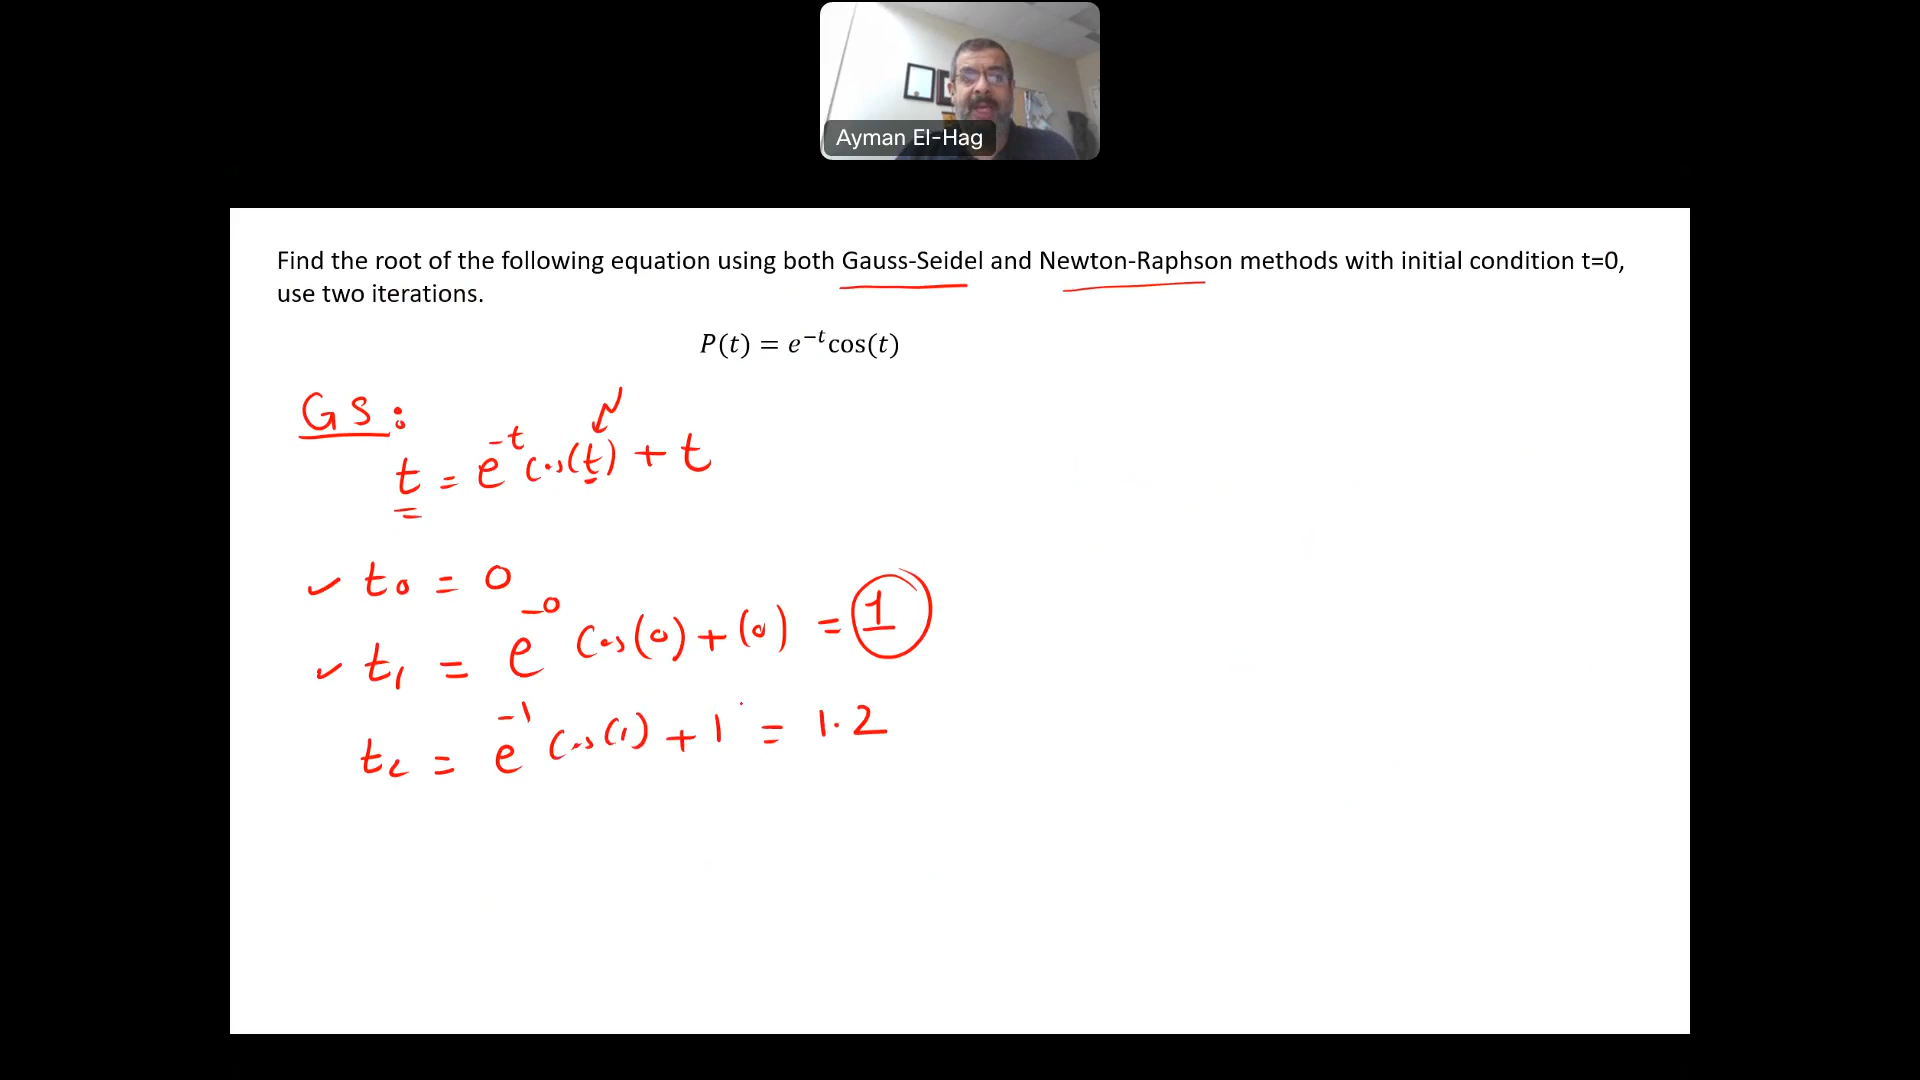 Ayman El-Hag
Find the root of the following equation using both Gauss-Seidel and Newton-Raphson methods with initial condition t=0,
use two iterations.
P(t) = e^{-t}cos(t)
GS:
t = e^{-t} cos(t) + t
✓ t₀ = 0
✓ t₁ = e^{-0} Cos(0) + (0) = 1
t₂ = e^{-1} Cos(1) + 1 = 1.2